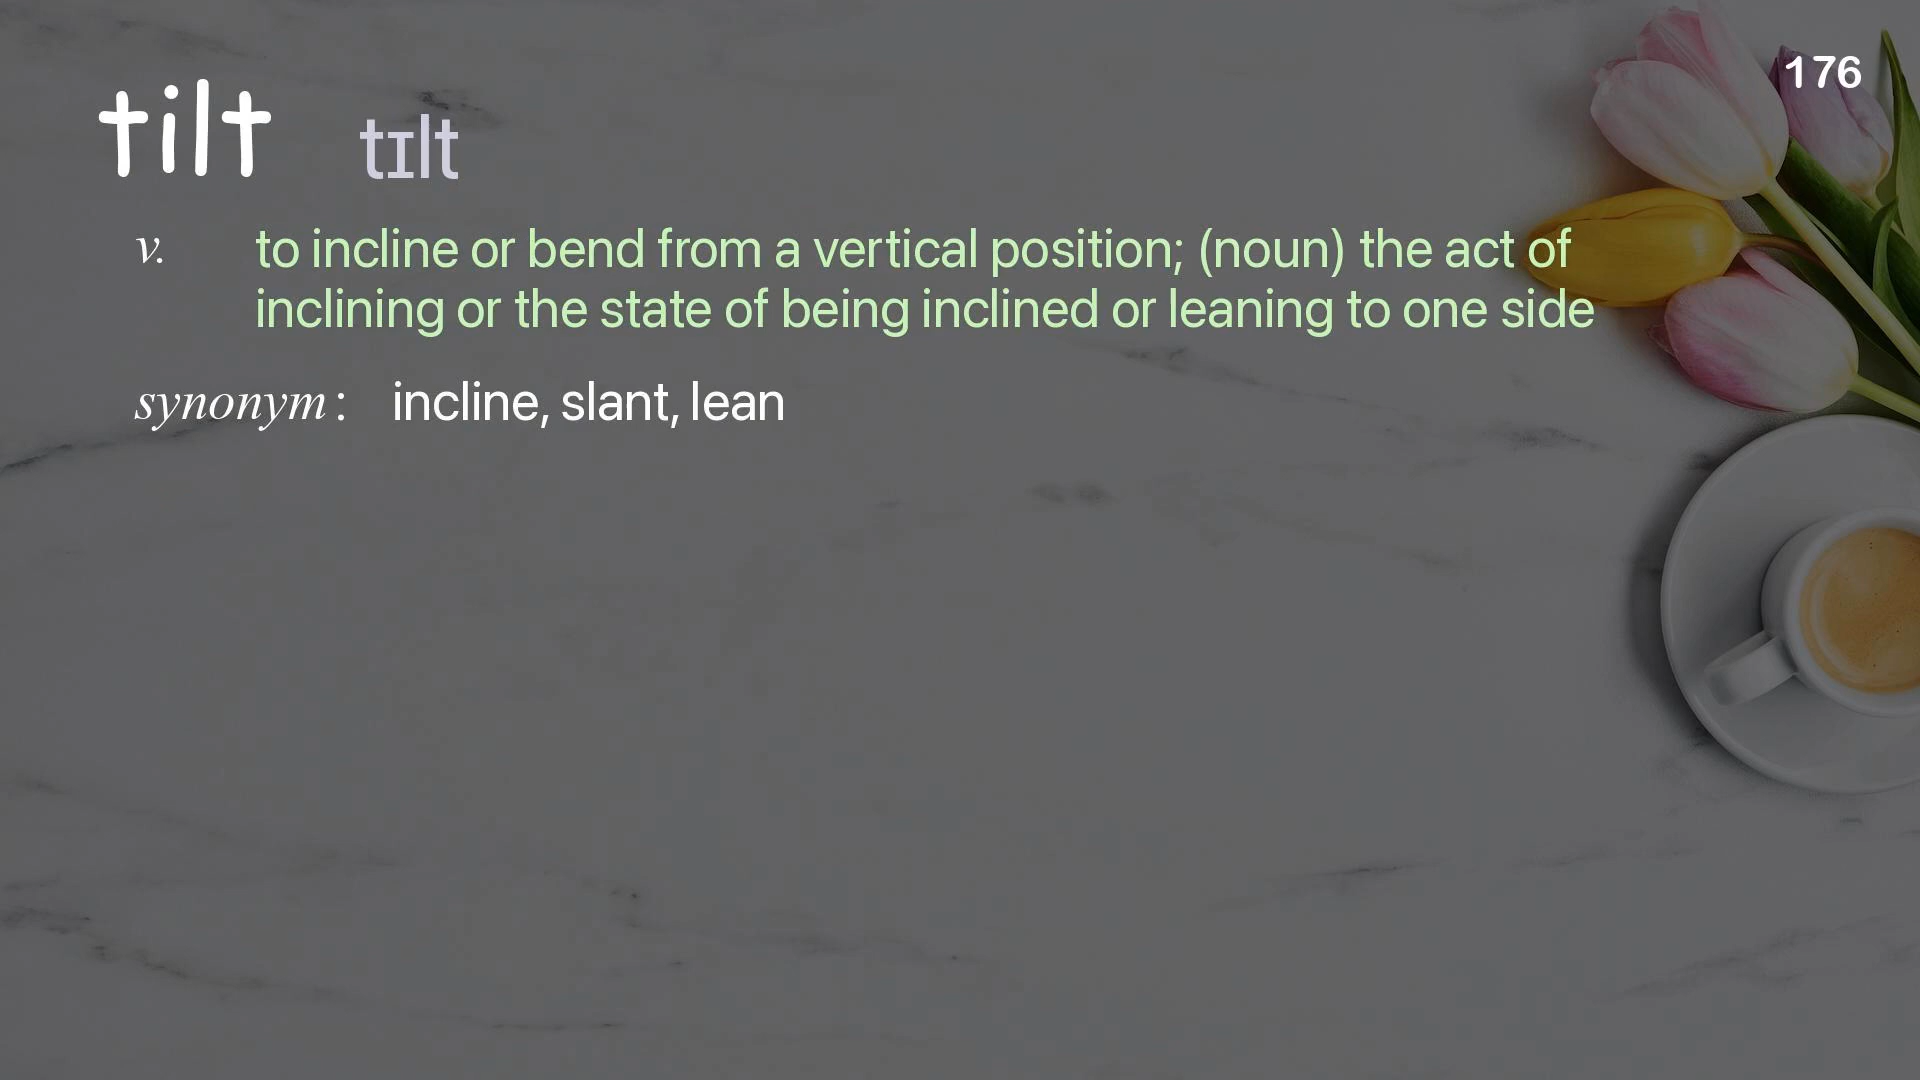 176
tilt tɪlt
v. to incline or bend from a vertical position; (noun) the act of
inclining or the state of being inclined or leaning to one side
synonym: incline, slant, lean